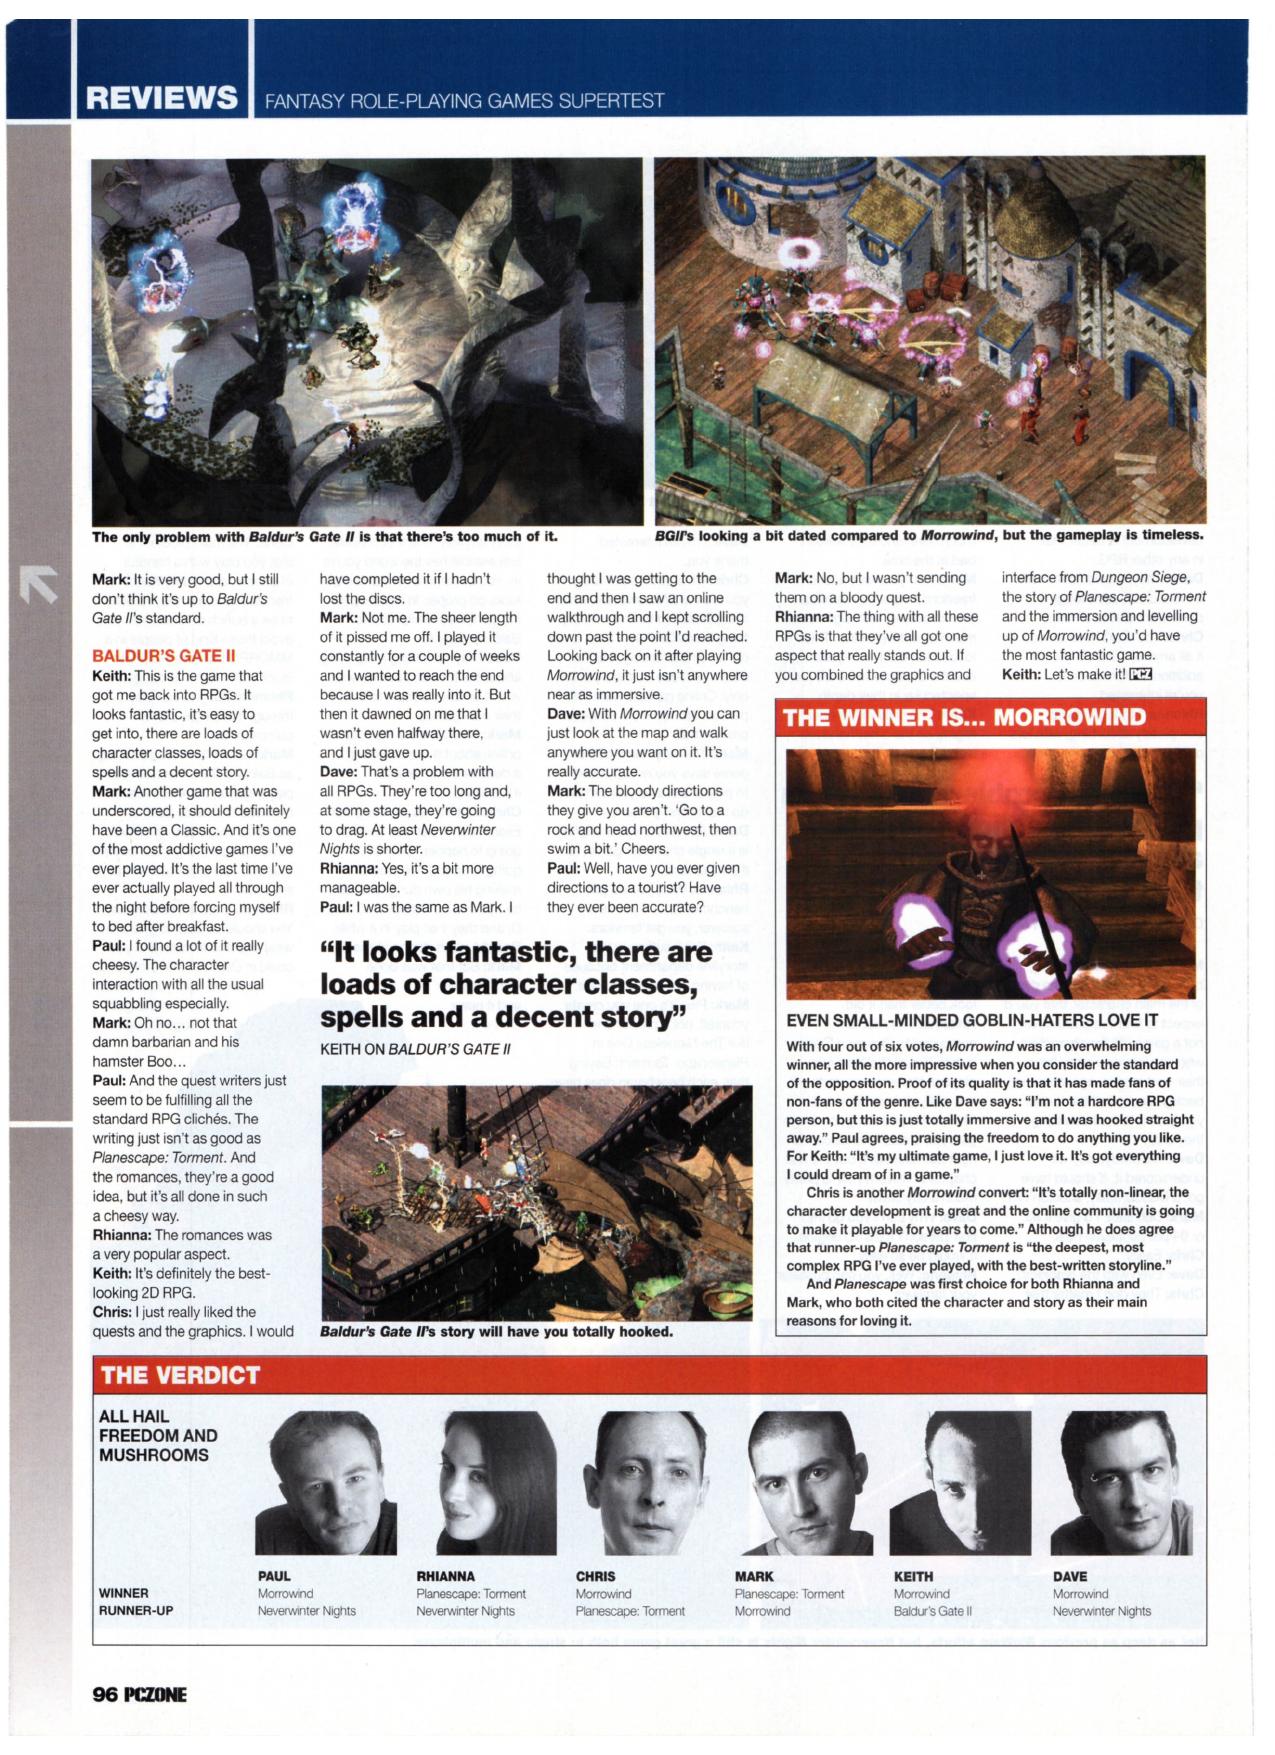 REVIEWS
FANTASY ROLE-PLAYING GAMES SUPERTEST
The only problem with Baldur's Gate II is that there's too much of it.
BGII's looking a bit dated compared to Morrowind, but the gameplay is timeless.
Mark: It is very good, but I still
don't think it's up to Baldur's
Gate II's standard.
BALDUR'S GATE II
Keith: This is the game that
got me back into RPGs. It
looks fantastic, it's easy to
get into, there are loads of
character classes, loads of
spells and a decent story.
Mark: Another game that was
underscored, it should definitely
have been a Classic. And it's one
of the most addictive games I've
ever played. It's the last time I've
ever actually played all through
the night before forcing myself
to bed after breakfast.
Paul: I found a lot of it really
cheesy. The character
interaction with all the usual
squabbling especially.
Mark: Oh no... not that
damn barbarian and his
hamster Boo...
Paul: And the quest writers just
seem to be fulfilling all the
standard RPG clichés. The
writing just isn't as good as
Planescape: Torment. And
the romances, they're a good
idea, but it's all done in such
a cheesy way.
Rhianna: The romances was
a very popular aspect.
Keith: It's definitely the best-
looking 2D RPG.
Chris: I just really liked the
quests and the graphics. I would
have completed it if I hadn't
lost the discs.
Mark: Not me. The sheer length
of it pissed me off. I played it
constantly for a couple of weeks
and I wanted to reach the end
because I was really into it. But
then it dawned on me that I
wasn't even halfway there,
and I just gave up.
Dave: That's a problem with
all RPGs. They're too long and,
at some stage, they're going
to drag. At least Neverwinter
Nights is shorter.
Rhianna: Yes, it's a bit more
manageable.
Paul: I was the same as Mark. I
thought I was getting to the
end and then I saw an online
walkthrough and I kept scrolling
down past the point I'd reached.
Looking back on it after playing
Morrowind, it just isn't anywhere
near as immersive.
Dave: With Morrowind you can
just look at the map and walk
anywhere you want on it. It's
really accurate.
Mark: The bloody directions
they give you aren't. 'Go to a
rock and head northwest, then
swim a bit.' Cheers.
Paul: Well, have you ever given
directions to a tourist? Have
they ever been accurate?
Mark: No, but I wasn't sending
them on a bloody quest.
Rhianna: The thing with all these
RPGs is that they've all got one
aspect that really stands out. If
you combined the graphics and
interface from Dungeon Siege,
the story of Planescape: Torment
and the immersion and levelling
up of Morrowind, you'd have
the most fantastic game.
Keith: Let's make it! PCZ
"It looks fantastic, there are
loads of character classes,
spells and a decent story"
KEITH ON BALDUR'S GATE II
Baldur's Gate II's story will have you totally hooked.
THE WINNER IS... MORROWIND
EVEN SMALL-MINDED GOBLIN-HATERS LOVE IT
With four out of six votes, Morrowind was an overwhelming
winner, all the more impressive when you consider the standard
of the opposition. Proof of its quality is that it has made fans of
non-fans of the genre. Like Dave says: "I'm not a hardcore RPG
person, but this is just totally immersive and I was hooked straight
away." Paul agrees, praising the freedom to do anything you like.
For Keith: "It's my ultimate game, I just love it. It's got everything
I could dream of in a game."
Chris is another Morrowind convert: "It's totally non-linear, the
character development is great and the online community is going
to make it playable for years to come." Although he does agree
that runner-up Planescape: Torment is "the deepest, most
complex RPG I've ever played, with the best-written storyline."
And Planescape was first choice for both Rhianna and
Mark, who both cited the character and story as their main
reasons for loving it.
THE VERDICT
ALL HAIL
FREEDOM AND
MUSHROOMS
PAUL RHIANNA CHRIS MARK KEITH DAVE
WINNER Morrowind Planescape: Torment Morrowind Planescape: Torment Morrowind Morrowind
RUNNER-UP Neverwinter Nights Neverwinter Nights Planescape: Torment Morrowind Baldur's Gate II Neverwinter Nights
96 PCZONE